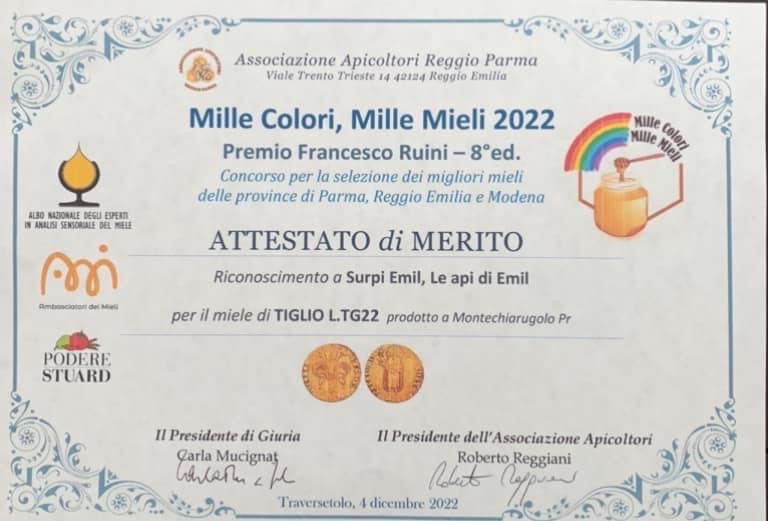 Associazione Apicoltori Reggio Parma
Viale Trento Trieste 14 42124 Reggio Emilia
Mille Colori, Mille Mieli 2022
Premio Francesco Ruini – 8°ed.
Concorso per la selezione dei migliori mieli
delle province di Parma, Reggio Emilia e Modena
Mille Colori
Mille Mieli
ALBO NAZIONALE DEGLI ESPERTI
IN ANALISI SENSORIALE DEL MIELE
AMi
Ambasciatori dei Mieli
PODERE
STUARD
ATTESTATO di MERITO
Riconoscimento a Surpi Emil, Le api di Emil
per il miele di TIGLIO L.TG22 prodotto a Montechiarugolo Pr
Il Presidente di Giuria
Carla Mucignat
Il Presidente dell'Associazione Apicoltori
Roberto Reggiani
Roberto Reggiani
Traversetolo, 4 dicembre 2022